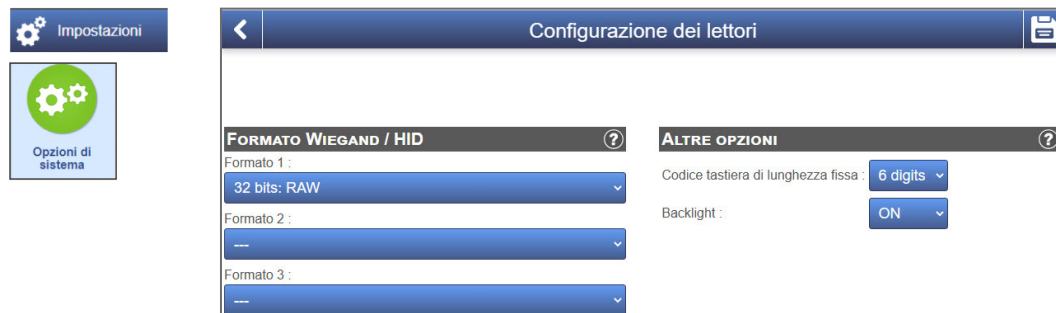 Impostazioni
Opzioni di
sistema
Configurazione dei lettori
Formato Wiegand / HID
Formato 1 :
32 bits: RAW
Formato 2 :
---
Formato 3 :
---
Altre opzioni
Codice tastiera di lunghezza fissa : 6 digits
Backlight : ON